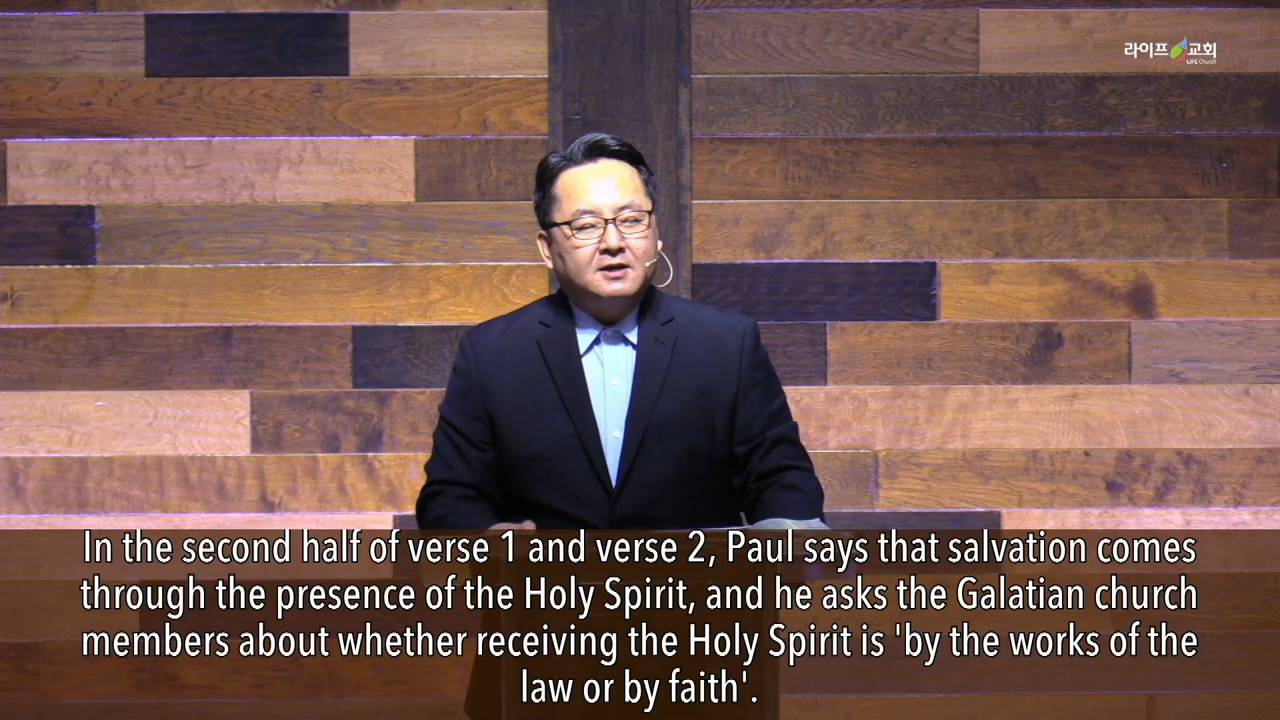 라이프 교회
LIFE Church
In the second half of verse 1 and verse 2, Paul says that salvation comes
through the presence of the Holy Spirit, and he asks the Galatian church
members about whether receiving the Holy Spirit is 'by the works of the
law or by faith'.